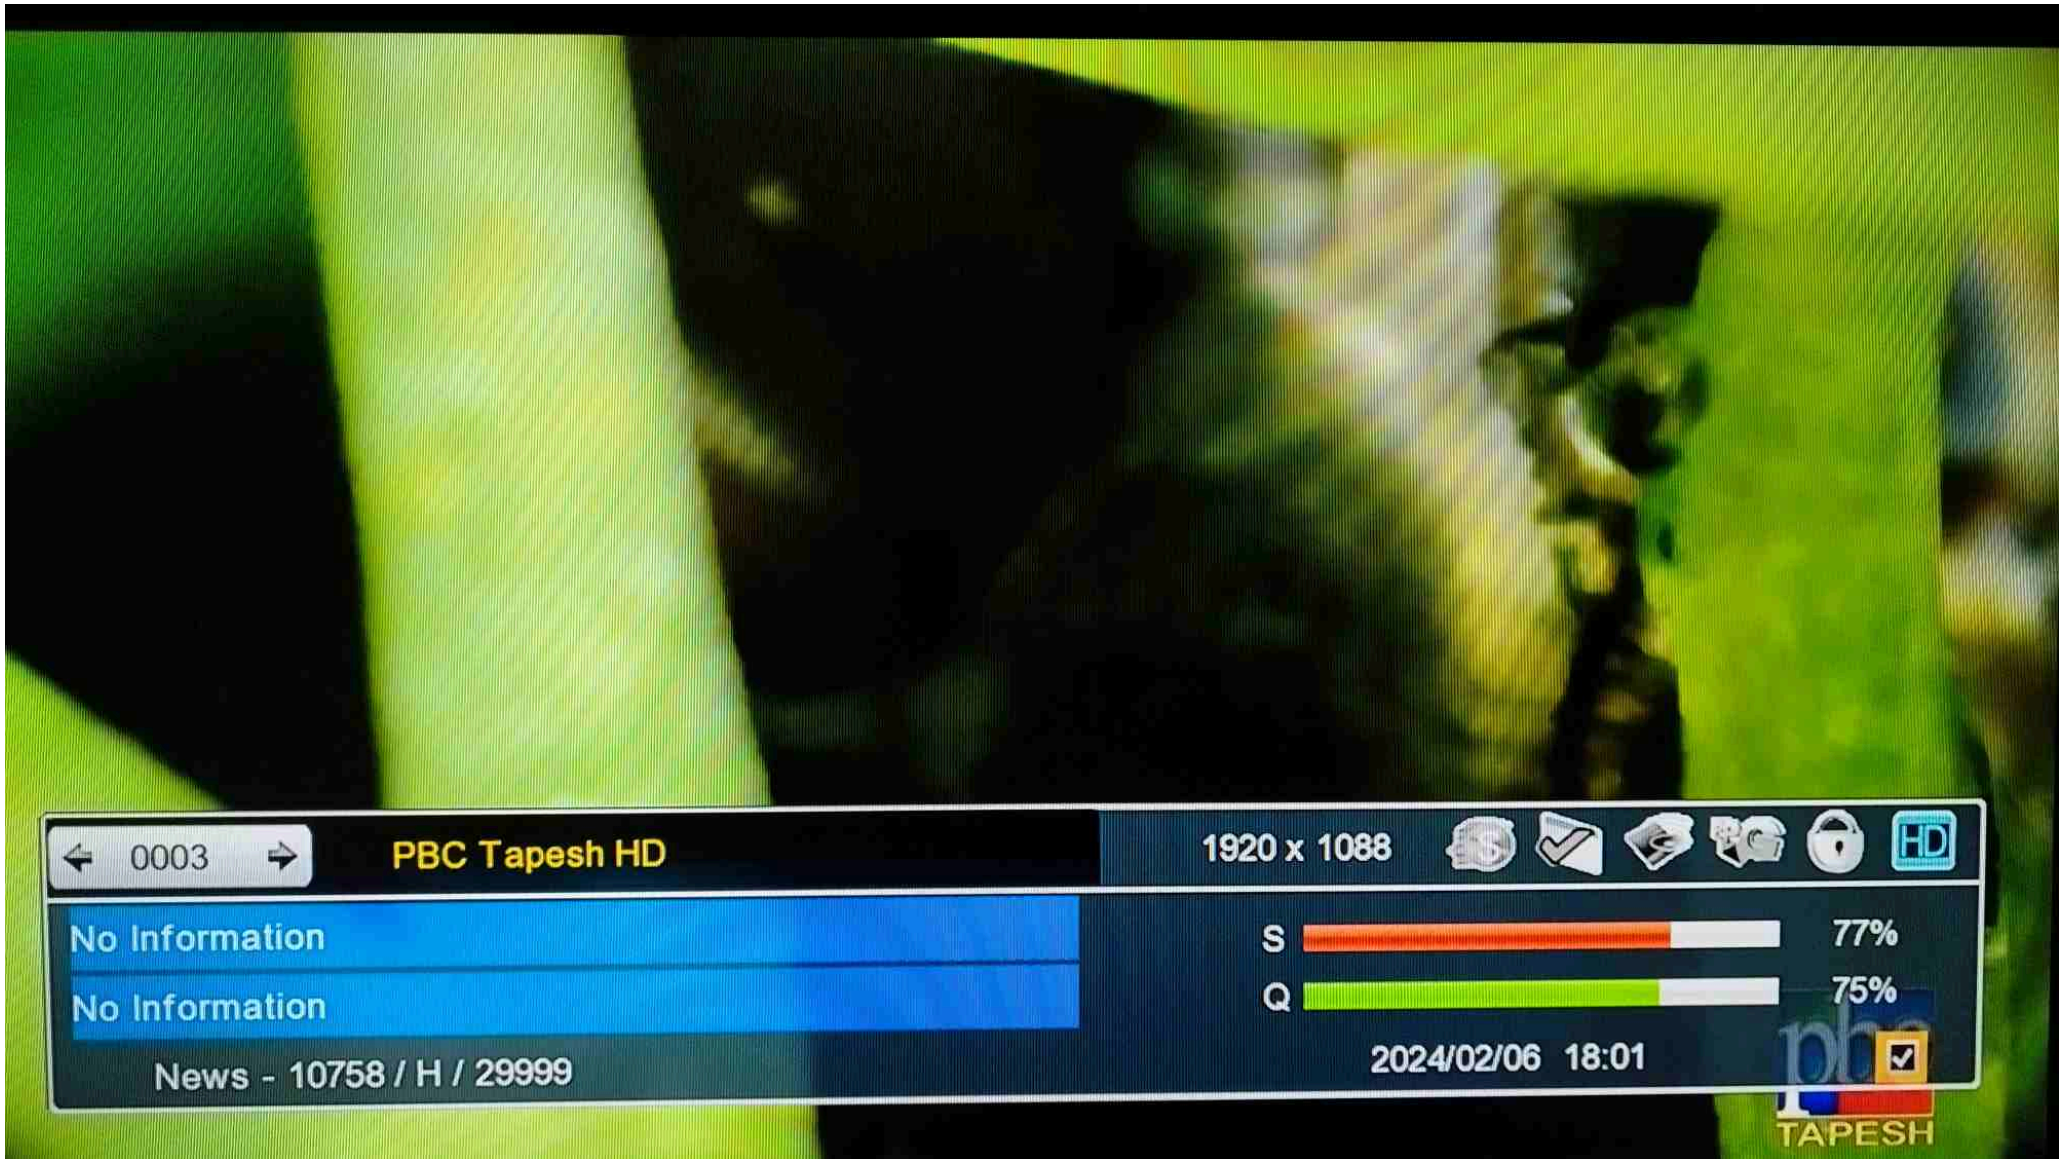 0003
PBC Tapesh HD
1920 x 1088
HD
No Information
No Information
S 77%
Q 75%
News - 10758 / H / 29999
2024/02/06 18:01
pbc
TAPESH